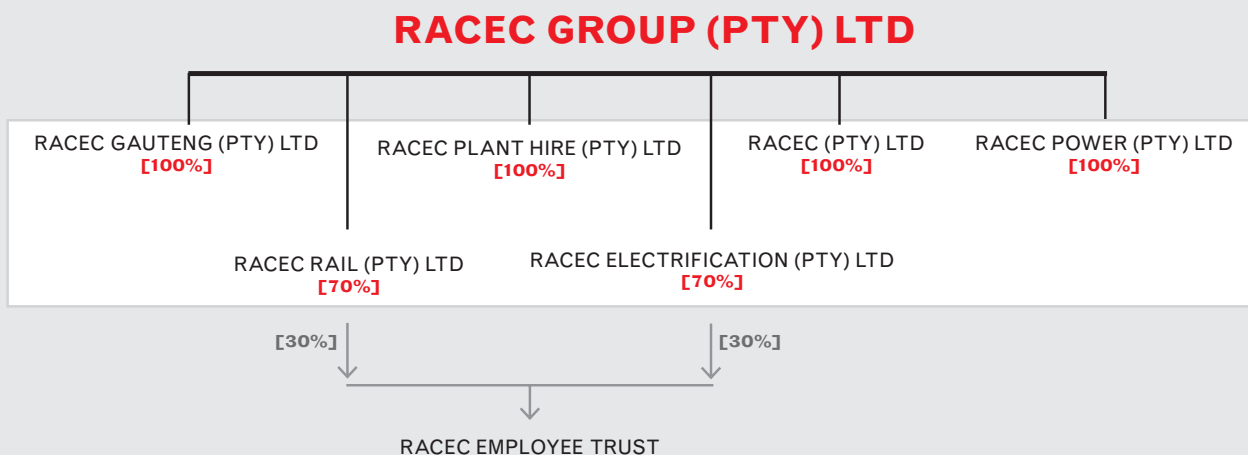 RACEC GROUP (PTY) LTD
RACEC GAUTENG (PTY) LTD
[100%]
RACEC PLANT HIRE (PTY) LTD
[100%]
RACEC (PTY) LTD
[100%]
RACEC POWER (PTY) LTD
[100%]
RACEC RAIL (PTY) LTD
[70%]
RACEC ELECTRIFICATION (PTY) LTD
[70%]
[30%]
[30%]
RACEC EMPLOYEE TRUST